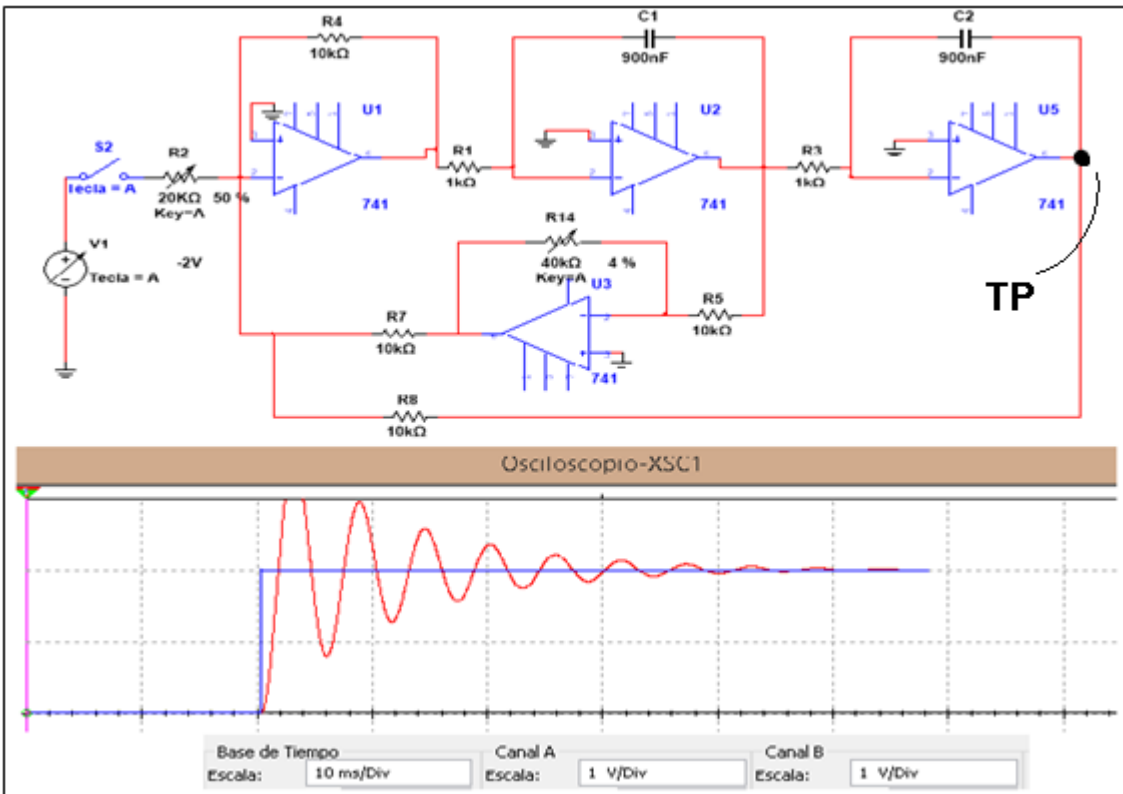 R4
10kΩ
C1
900nF
C2
900nF
U1
U2
U5
S2
Tecla = A
R2
20KΩ 50 %
Key=A
R1
1kΩ
R3
1kΩ
741
741
741
V1
Tecla = A
-2V
R14
40kΩ 4 %
Key=A
U3
TP
R7
10kΩ
R5
10kΩ
741
R8
10kΩ
Osciloscopio-XSC1
Base de Tiempo
Escala: 10 ms/Div
Canal A
Escala: 1 V/Div
Canal B
Escala: 1 V/Div